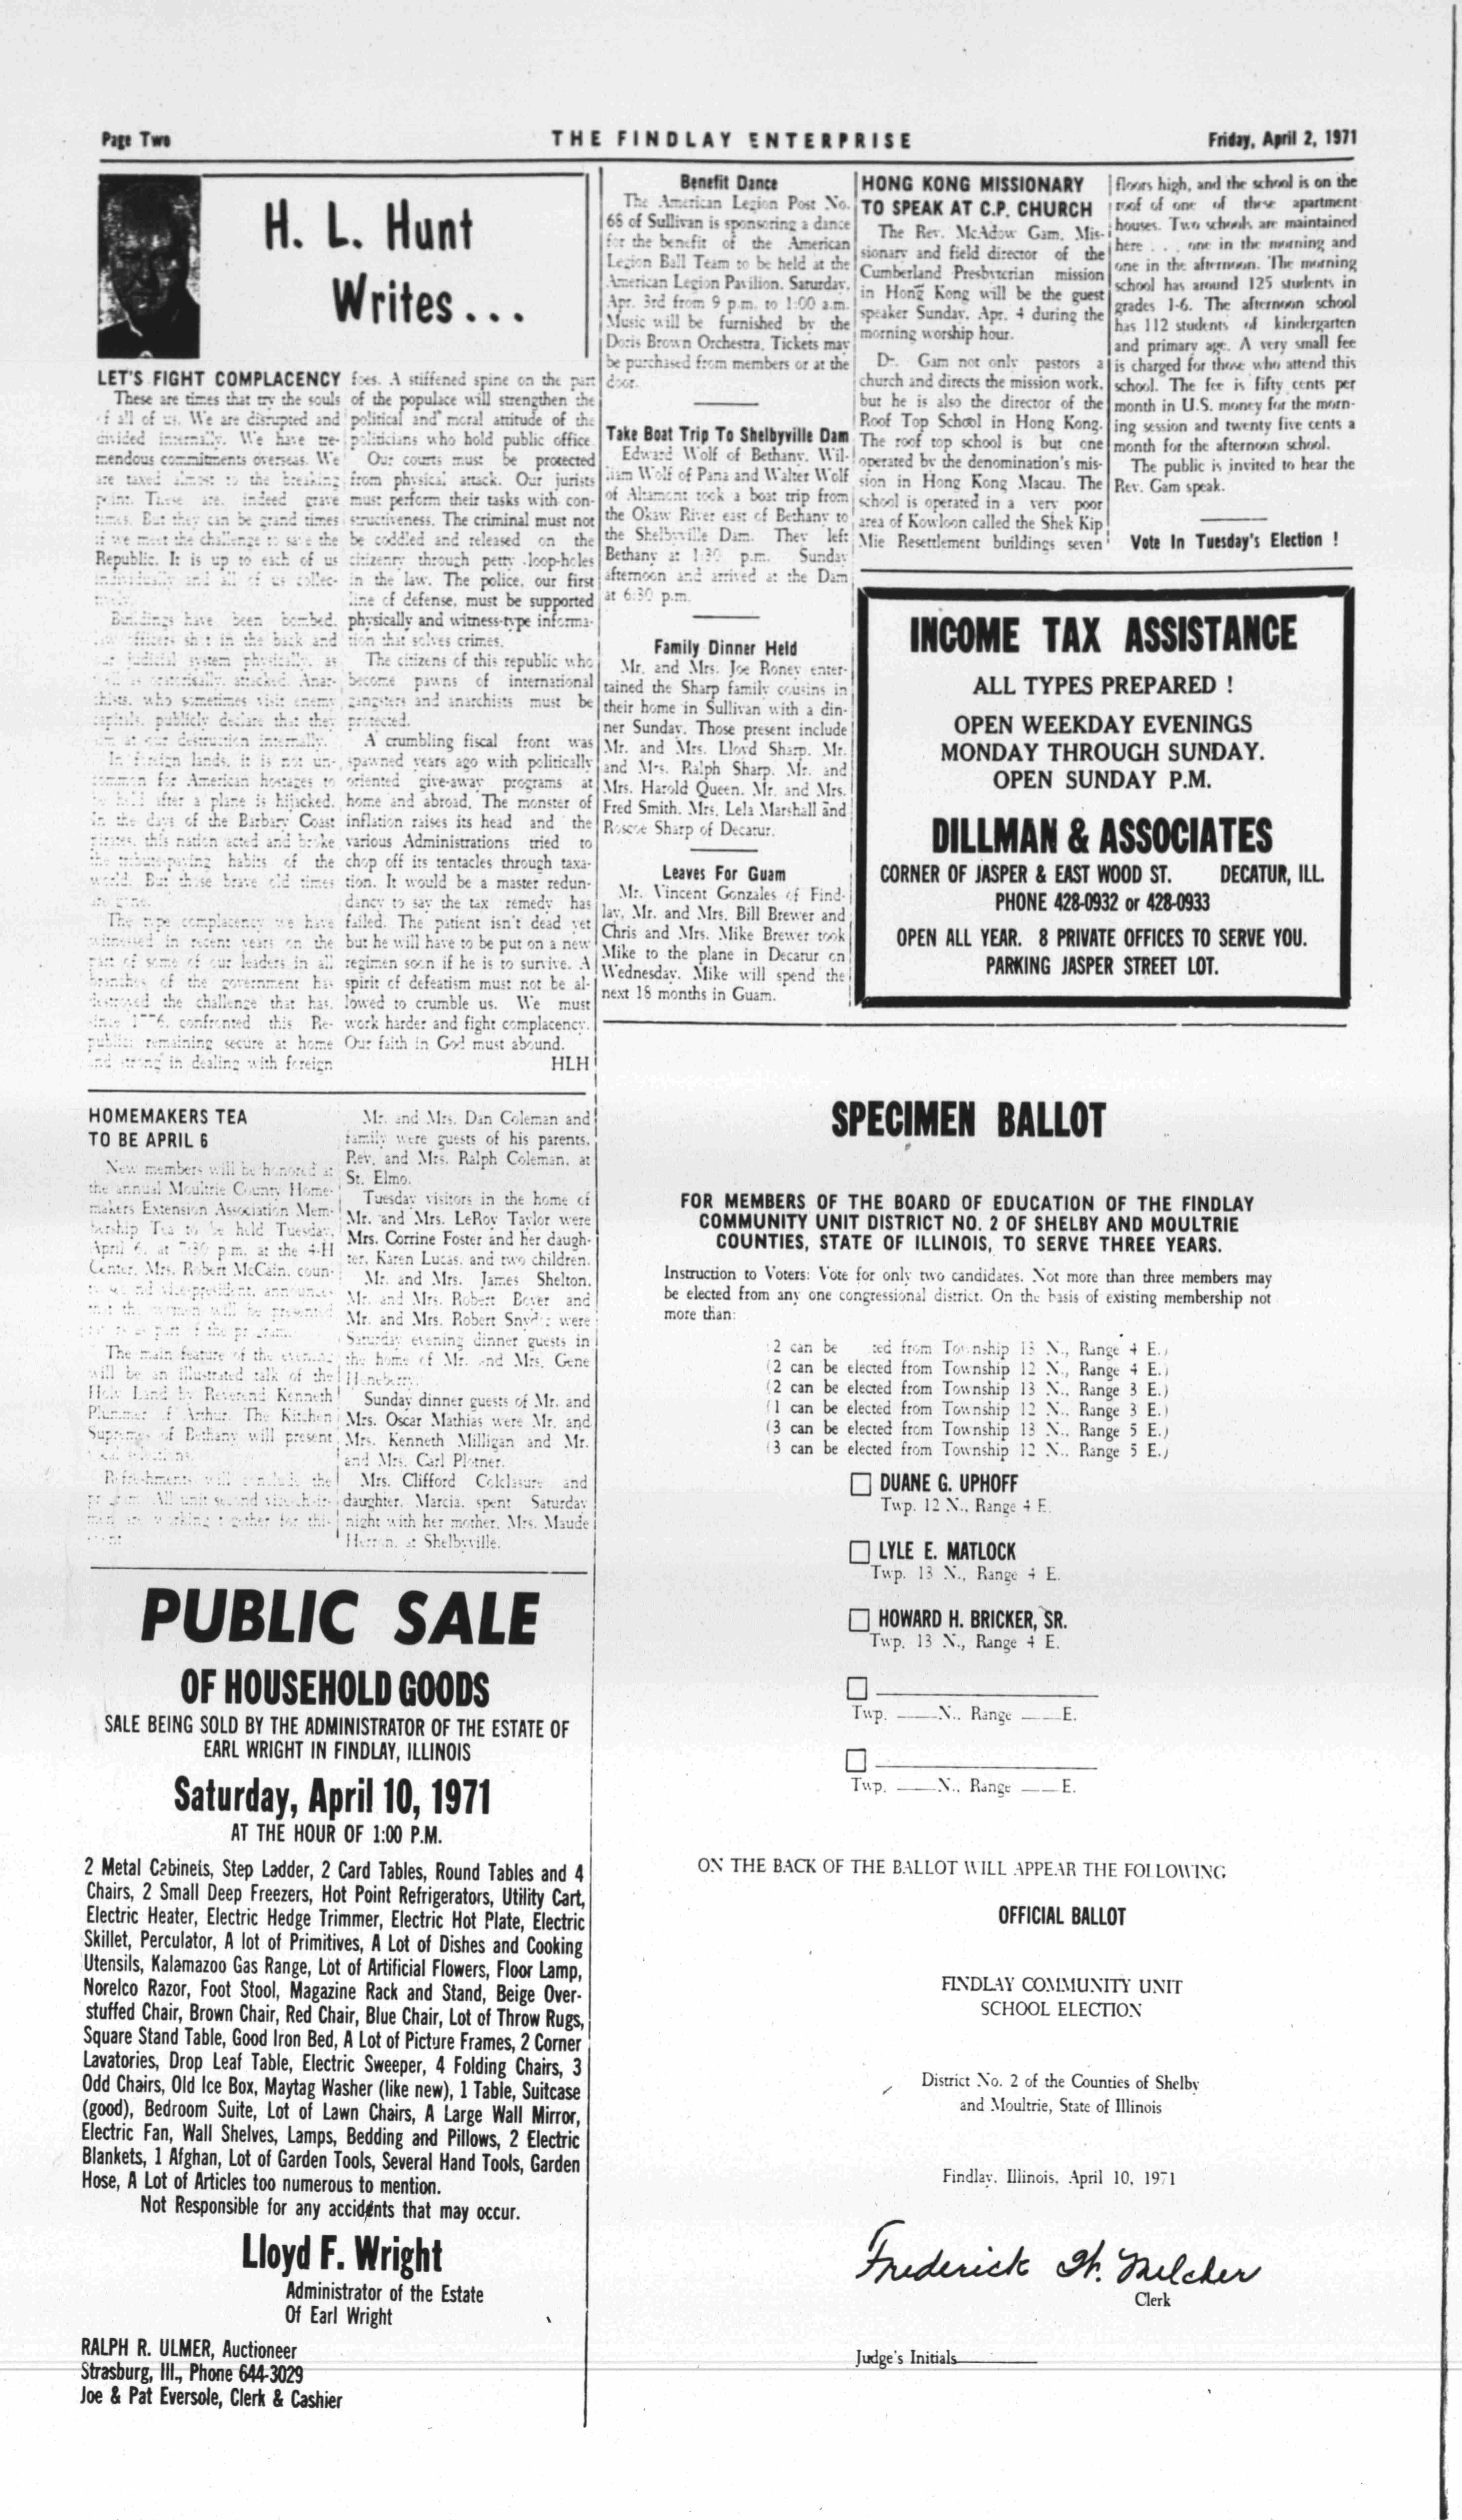 Page Two
THE FINDLAY ENTERPRISE
Friday, April 2, 1971
H. L. Hunt
Writes...
LET'S FIGHT COMPLACENCY
These are times that try the souls
of all of us. We are disrupted and
divided internally. We have tre-
mendous commitments overseas. We
are taxed almost to the breaking
point. These are, indeed grave
times. But they can be grand times
if we meet the challenge to save the
Republic. It is up to each of us
individually and all of us collec-
tively.
Buildings have been bombed,
law officers shot in the back and
our judicial system physically, as
well as oratorically, attacked. Anar-
chists, who sometimes visit enemy
capitals, publicly declare that they
aim at our destruction internally.
In foreign lands, it is not un-
common for American hostages to
be held after a plane is hijacked.
In the days of the Barbary Coast
pirates, this nation acted and broke
the tribute-paying habits of the
world. But those brave old times
are gone.
The type complacency we have
witnessed in recent years on the
part of some of our leaders in all
branches of the government has
destroyed the challenge that has,
since 1776, confronted this Re-
public: remaining secure at home
and strong in dealing with foreign
foes. A stiffened spine on the part
of the populace will strengthen the
political and moral attitude of the
politicians who hold public office.
Our courts must be protected
from physical attack. Our jurists
must perform their tasks with con-
structiveness. The criminal must not
be coddled and released on the
citizenry through petty loop-holes
in the law. The police, our first
line of defense, must be supported
physically and witness-type informa-
tion that solves crimes.
The citizens of this republic who
become pawns of international
gangsters and anarchists must be
protected.
A crumbling fiscal front was
spawned years ago with politically
oriented give-away programs at
home and abroad. The monster of
inflation raises its head and the
various Administrations tried to
chop off its tentacles through taxa-
tion. It would be a master redun-
dancy to say the tax remedy has
failed. The patient isn't dead yet
but he will have to be put on a new
regimen soon if he is to survive. A
spirit of defeatism must not be al-
lowed to crumble us. We must
work harder and fight complacency.
Our faith in God must abound.
HLH
HOMEMAKERS TEA
TO BE APRIL 6
New members will be honored at
the annual Moultrie County Home-
makers Extension Association Mem-
bership Tea to be held Tuesday,
April 6, at 7:30 p.m. at the 4-H
Center. Mrs. Robert McCain, coun-
ty second vice-president, announces
that the women will be presented
part of the program.
The main feature of the evening
will be an illustrated talk of the
Holy Land by Reverend Kenneth
Plummer of Arthur. The Kitchen
Supremes of Bethany will present
Refreshments will conclude the
program. All unit second vice-chair-
men are working together for this
event.
Mr. and Mrs. Dan Coleman and
family were guests of his parents,
Rev. and Mrs. Ralph Coleman, at
St. Elmo.
Tuesday visitors in the home of
Mr. and Mrs. LeRoy Taylor were
Mrs. Corrine Foster and her daugh-
ter, Karen Lucas, and two children.
Mr. and Mrs. James Shelton,
Mr. and Mrs. Robert Boyer and
Mr. and Mrs. Robert Snyder were
Saturday evening dinner guests in
the home of Mr. and Mrs. Gene
Heneberry.
Sunday dinner guests of Mr. and
Mrs. Oscar Mathias were Mr. and
Mrs. Kenneth Milligan and Mr.
and Mrs. Carl Plotner.
Mrs. Clifford Colclasure and
daughter, Marcia, spent Saturday
night with her mother, Mrs. Maude
Herron, at Shelbyville.
PUBLIC SALE
OF HOUSEHOLD GOODS
SALE BEING SOLD BY THE ADMINISTRATOR OF THE ESTATE OF
EARL WRIGHT IN FINDLAY, ILLINOIS
Saturday, April 10, 1971
AT THE HOUR OF 1:00 P.M.
2 Metal Cabinets, Step Ladder, 2 Card Tables, Round Tables and 4
Chairs, 2 Small Deep Freezers, Hot Point Refrigerators, Utility Cart,
Electric Heater, Electric Hedge Trimmer, Electric Hot Plate, Electric
Skillet, Perculator, A lot of Primitives, A Lot of Dishes and Cooking
Utensils, Kalamazoo Gas Range, Lot of Artificial Flowers, Floor Lamp,
Norelco Razor, Foot Stool, Magazine Rack and Stand, Beige Over-
stuffed Chair, Brown Chair, Red Chair, Blue Chair, Lot of Throw Rugs,
Square Stand Table, Good Iron Bed, A Lot of Picture Frames, 2 Corner
Lavatories, Drop Leaf Table, Electric Sweeper, 4 Folding Chairs, 3
Odd Chairs, Old Ice Box, Maytag Washer (like new), 1 Table, Suitcase
(good), Bedroom Suite, Lot of Lawn Chairs, A Large Wall Mirror,
Electric Fan, Wall Shelves, Lamps, Bedding and Pillows, 2 Electric
Blankets, 1 Afghan, Lot of Garden Tools, Several Hand Tools, Garden
Hose, A Lot of Articles too numerous to mention.
Not Responsible for any accidents that may occur.
Lloyd F. Wright
Administrator of the Estate
Of Earl Wright
RALPH R. ULMER, Auctioneer
Strasburg, Ill., Phone 644-3029
Joe & Pat Eversole, Clerk & Cashier
Benefit Dance
The American Legion Post No.
68 of Sullivan is sponsoring a dance
for the benefit of the American
Legion Ball Team to be held at the
American Legion Pavilion, Saturday,
Apr. 3rd from 9 p.m. to 1:00 a.m.
Music will be furnished by the
Doris Brown Orchestra. Tickets may
be purchased from members or at the
door.
Take Boat Trip To Shelbyville Dam
Edward Wolf of Bethany, Wil-
liam Wolf of Pana and Walter Wolf
of Altamont took a boat trip from
the Okaw River east of Bethany to
the Shelbyville Dam. They left
Bethany at 1:30 p.m. Sunday
afternoon and arrived at the Dam
at 6:30 p.m.
Family Dinner Held
Mr. and Mrs. Joe Roney enter-
tained the Sharp family cousins in
their home in Sullivan with a din-
ner Sunday. Those present include
Mr. and Mrs. Lloyd Sharp, Mr.
and Mrs. Ralph Sharp, Mr. and
Mrs. Harold Queen, Mr. and Mrs.
Fred Smith, Mrs. Lela Marshall and
Roscoe Sharp of Decatur.
Leaves For Guam
Mr. Vincent Gonzales of Find-
lay, Mr. and Mrs. Bill Brewer and
Chris and Mrs. Mike Brewer took
Mike to the plane in Decatur on
Wednesday. Mike will spend the
next 18 months in Guam.
HONG KONG MISSIONARY
TO SPEAK AT C.P. CHURCH
The Rev. McAdow Gam, Mis-
sionary and field director of the
Cumberland Presbyterian mission
in Hong Kong will be the guest
speaker Sunday, Apr. 4 during the
morning worship hour.
Dr. Gam not only pastors a
church and directs the mission work,
but he is also the director of the
Roof Top School in Hong Kong.
The roof top school is but one
operated by the denomination's mis-
sion in Hong Kong Macau. The
school is operated in a very poor
area of Kowloon called the Shek Kip
Mie Resettlement buildings seven
floors high, and the school is on the
roof of one of these apartment
houses. Two schools are maintained
here . . . one in the morning and
one in the afternoon. The morning
school has around 125 students in
grades 1-6. The afternoon school
has 112 students of kindergarten
and primary age. A very small fee
is charged for those who attend this
school. The fee is fifty cents per
month in U.S. money for the morn-
ing session and twenty five cents a
month for the afternoon school.
The public is invited to hear the
Rev. Gam speak.
Vote In Tuesday's Election !
INCOME TAX ASSISTANCE
ALL TYPES PREPARED !
OPEN WEEKDAY EVENINGS
MONDAY THROUGH SUNDAY.
OPEN SUNDAY P.M.
DILLMAN & ASSOCIATES
CORNER OF JASPER & EAST WOOD ST. DECATUR, ILL.
PHONE 428-0932 or 428-0933
OPEN ALL YEAR. 8 PRIVATE OFFICES TO SERVE YOU.
PARKING JASPER STREET LOT.
SPECIMEN BALLOT
FOR MEMBERS OF THE BOARD OF EDUCATION OF THE FINDLAY
COMMUNITY UNIT DISTRICT NO. 2 OF SHELBY AND MOULTRIE
COUNTIES, STATE OF ILLINOIS, TO SERVE THREE YEARS.
Instruction to Voters: Vote for only two candidates. Not more than three members may
be elected from any one congressional district. On the basis of existing membership not
more than:
(2 can be ted from Township 13 N., Range 4 E.)
(2 can be elected from Township 12 N., Range 4 E.)
(2 can be elected from Township 13 N., Range 3 E.)
(1 can be elected from Township 12 N., Range 3 E.)
(3 can be elected from Township 13 N., Range 5 E.)
(3 can be elected from Township 12 N., Range 5 E.)
DUANE G. UPHOFF
Twp. 12 N., Range 4 E.
LYLE E. MATLOCK
Twp. 13 N., Range 4 E.
HOWARD H. BRICKER, SR.
Twp. 13 N., Range 4 E.
Twp. ____N., Range ____E.
Twp. ____N., Range ____E.
ON THE BACK OF THE BALLOT WILL APPEAR THE FOLLOWING
OFFICIAL BALLOT
FINDLAY COMMUNITY UNIT
SCHOOL ELECTION
District No. 2 of the Counties of Shelby
and Moultrie, State of Illinois
Findlay, Illinois, April 10, 1971
Frederick H. Melcher
Clerk
Judge's Initials________